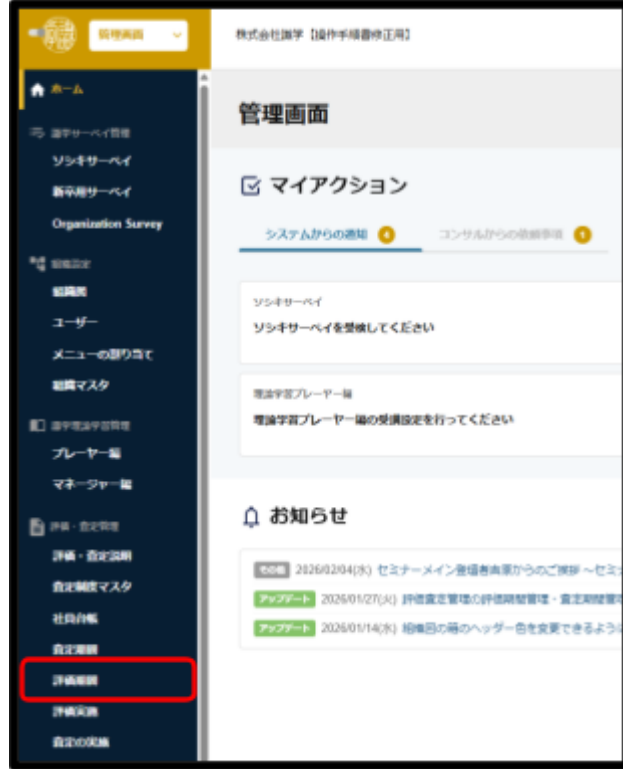 管理画面
株式会社識学【操作手順書修正用】
ホーム
識学サーベイ管理
ソシキサーベイ
新卒用サーベイ
Organization Survey
組織設定
組織図
ユーザー
メニューの割り当て
組織マスタ
識学理論学習管理
プレーヤー編
マネージャー編
評価・査定管理
評価・査定説明
査定制度マスタ
社員台帳
査定期間
評価期間
評価実施
査定の実施
管理画面
マイアクション
システムからの通知 4
コンサルからの依頼事項 1
ソシキサーベイ
ソシキサーベイを受検してください
理論学習プレーヤー編
理論学習プレーヤー編の受講設定を行ってください
お知らせ
その他 2026/02/04(水) セミナーメイン登壇者変更からのご挨拶 ～セミ
アップデート 2026/01/27(火) 評価査定管理の評価期間管理・査定期間管
アップデート 2026/01/14(水) 組織図の箱のヘッダー色を変更できるよう